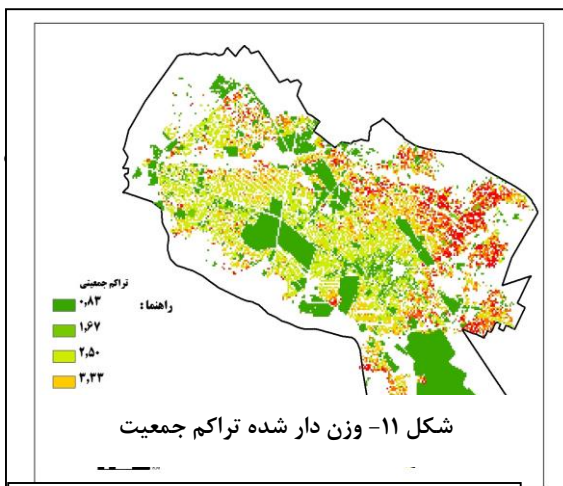 تراکم جمعیتی
راهنما :
۰,۸۳
۱,۶۷
۲,۵۰
۳,۳۳
شکل ۱۱- وزن دار شده تراکم جمعیت